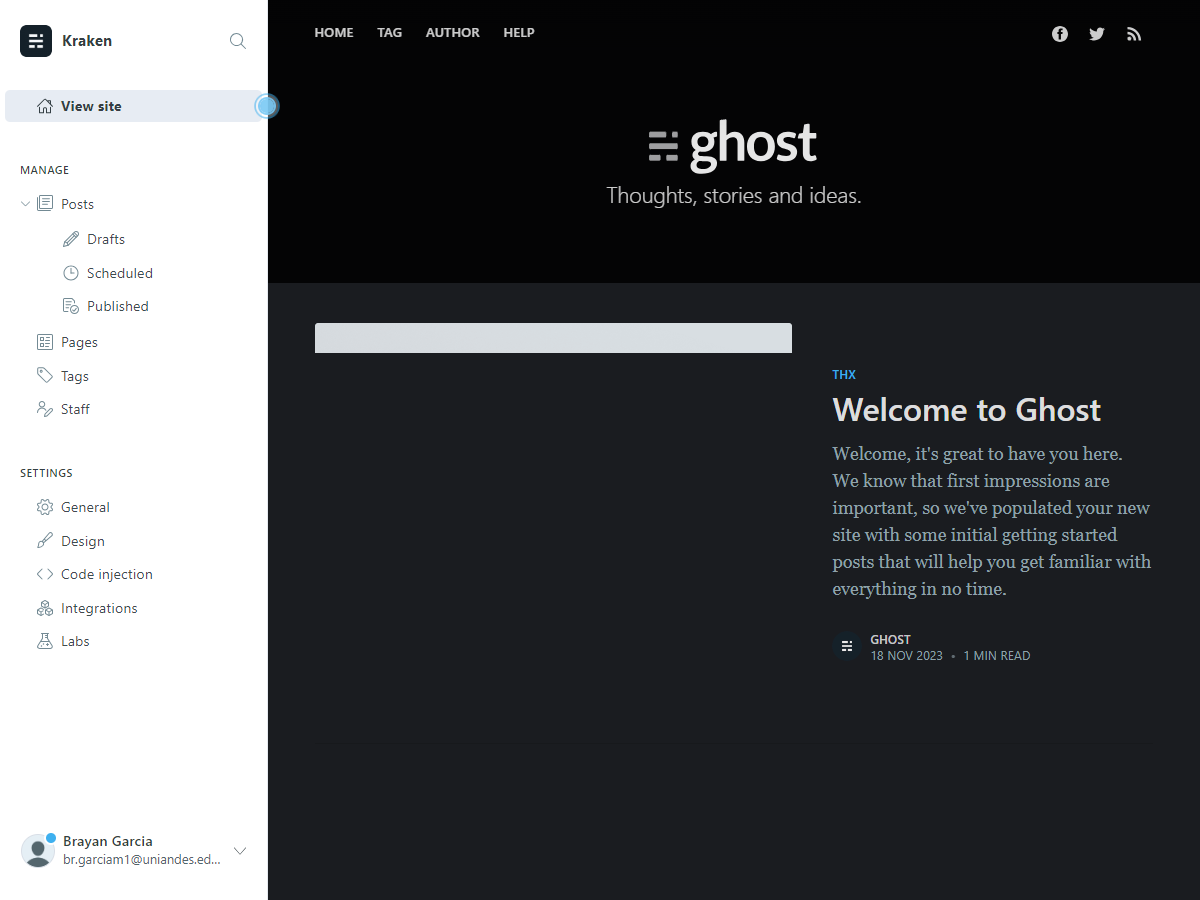 Kraken
View site
MANAGE
Posts
Drafts
Scheduled
Published
Pages
Tags
Staff
SETTINGS
General
Design
Code injection
Integrations
Labs
Brayan Garcia
br.garciam1@uniandes.ed...
HOME TAG AUTHOR HELP
ghost
Thoughts, stories and ideas.
THX
Welcome to Ghost
Welcome, it's great to have you here.
We know that first impressions are
important, so we've populated your new
site with some initial getting started
posts that will help you get familiar with
everything in no time.
GHOST
18 NOV 2023 • 1 MIN READ